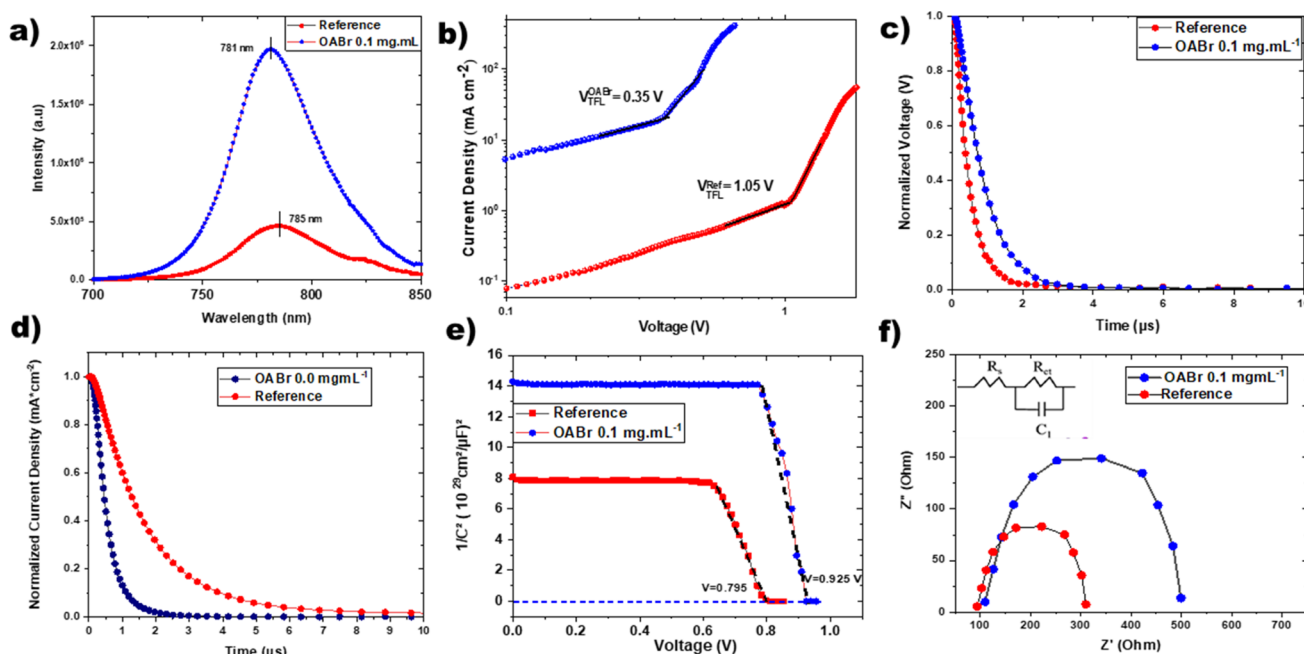 a)
Reference
OABr 0.1 mg.mL
781 nm
785 nm
2.0x10⁶
1.5x10⁶
1.0x10⁶
5.0x10⁵
0.0
700 750 800 850
Intensity (a.u)
Wavelength (nm)
b)
V_TFL^OABr = 0.35 V
V_TFL^Ref = 1.05 V
10²
10¹
10⁰
10⁻¹
0.1 1
Current Density (mA cm⁻²)
Voltage (V)
c)
Reference
OABr 0.1 mg.mL⁻¹
1.0
0.8
0.6
0.4
0.2
0.0
0 2 4 6 8 10
Normalized Voltage (V)
Time (µs)
d)
OABr 0.0 mgmL⁻¹
Reference
1.0
0.8
0.6
0.4
0.2
0.0
0 1 2 3 4 5 6 7 8 9 10
Normalized Current Density (mA*cm⁻²)
Time (µs)
e)
Reference
OABr 0.1 mg.mL⁻¹
V=0.795
V=0.925 V
16
14
12
10
8
6
4
2
0
0.0 0.2 0.4 0.6 0.8 1.0
1/C² ( 10²⁹cm²/µF)²
Voltage (V)
f)
R_s
R_ct
C_1
OABr 0.1 mgmL⁻¹
Reference
250
200
150
100
50
0
100 200 300 400 500 600 700
Z" (Ohm)
Z' (Ohm)